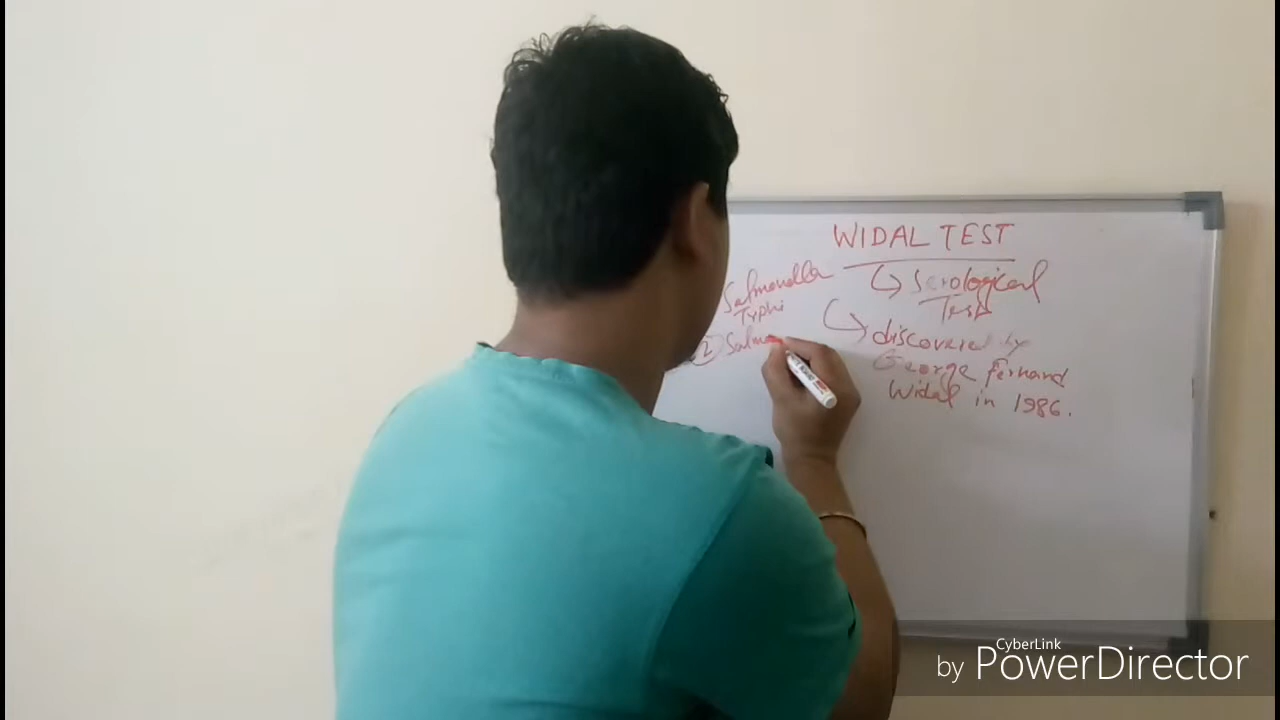 WIDAL TEST
Serological
Test
discovered by
George Fernand
Widal in 1986.
Salmonella
Typhi
2 Salmo
CyberLink
by PowerDirector